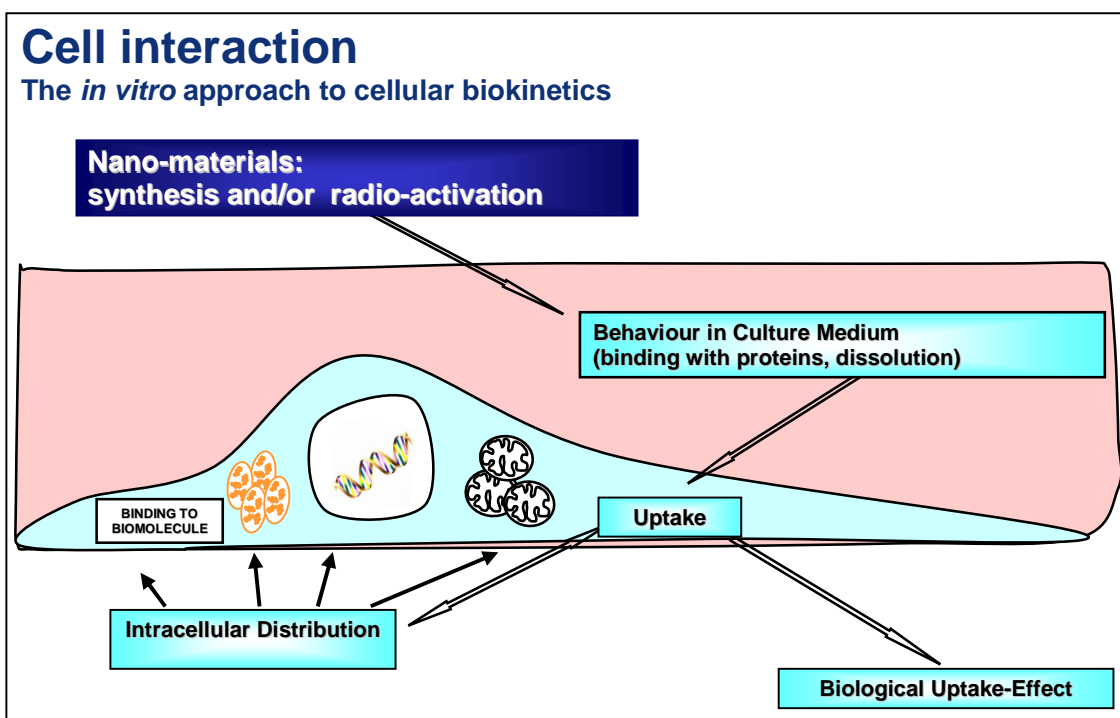 Cell interaction
The in vitro approach to cellular biokinetics
Nano-materials:
synthesis and/or radio-activation
Behaviour in Culture Medium
(binding with proteins, dissolution)
BINDING TO
BIOMOLECULE
Uptake
Intracellular Distribution
Biological Uptake-Effect